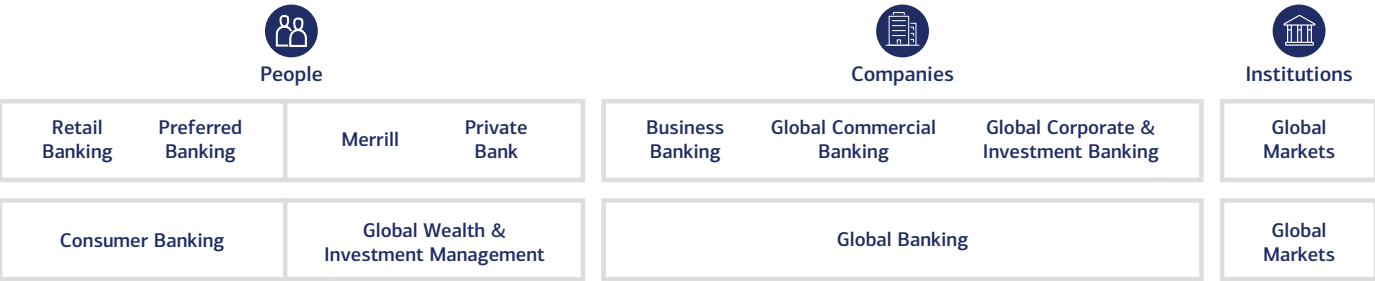 People
Companies
Institutions
Retail
Banking
Preferred
Banking
Merrill
Private
Bank
Business
Banking
Global Commercial
Banking
Global Corporate &
Investment Banking
Global
Markets
Consumer Banking
Global Wealth &
Investment Management
Global Banking
Global
Markets